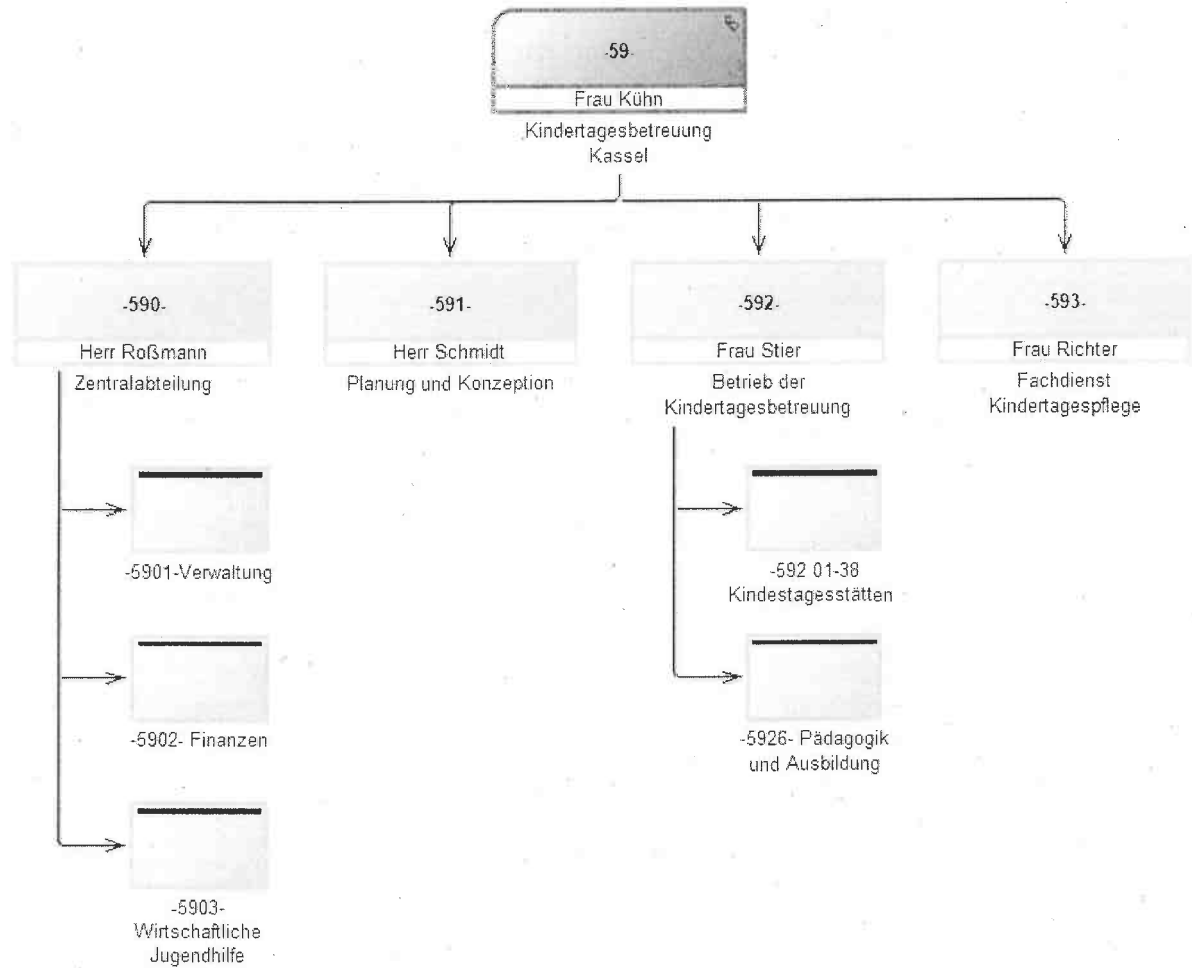 -59-
Frau Kühn
Kindertagesbetreuung
Kassel
-590-
Herr Roßmann
Zentralabteilung
-591-
Herr Schmidt
Planung und Konzeption
-592-
Frau Stier
Betrieb der
Kindertagesbetreuung
-593-
Frau Richter
Fachdienst
Kindertagespflege
-5901-Verwaltung
-5902- Finanzen
-5903-
Wirtschaftliche
Jugendhilfe
-592 01-38
Kindestagesstätten
-5926- Pädagogik
und Ausbildung